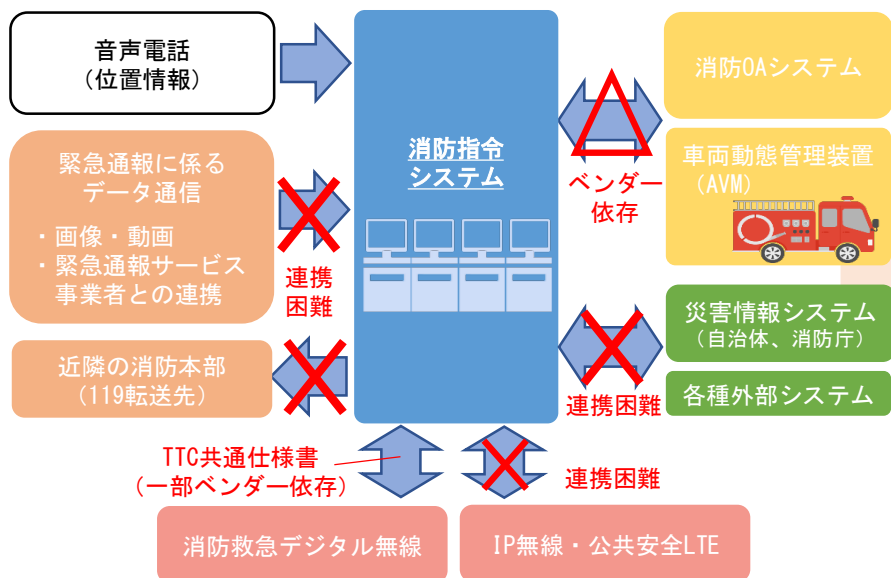 音声電話
(位置情報)
緊急通報に係る
データ通信
・画像・動画
・緊急通報サービス
事業者との連携
連携
困難
近隣の消防本部
(119転送先)
消防指令
システム
消防OAシステム
ベンダー
依存
車両動態管理装置
(AVM)
災害情報システム
(自治体、消防庁)
連携困難
各種外部システム
TTC共通仕様書
(一部ベンダー依存)
連携困難
消防救急デジタル無線
IP無線・公共安全LTE